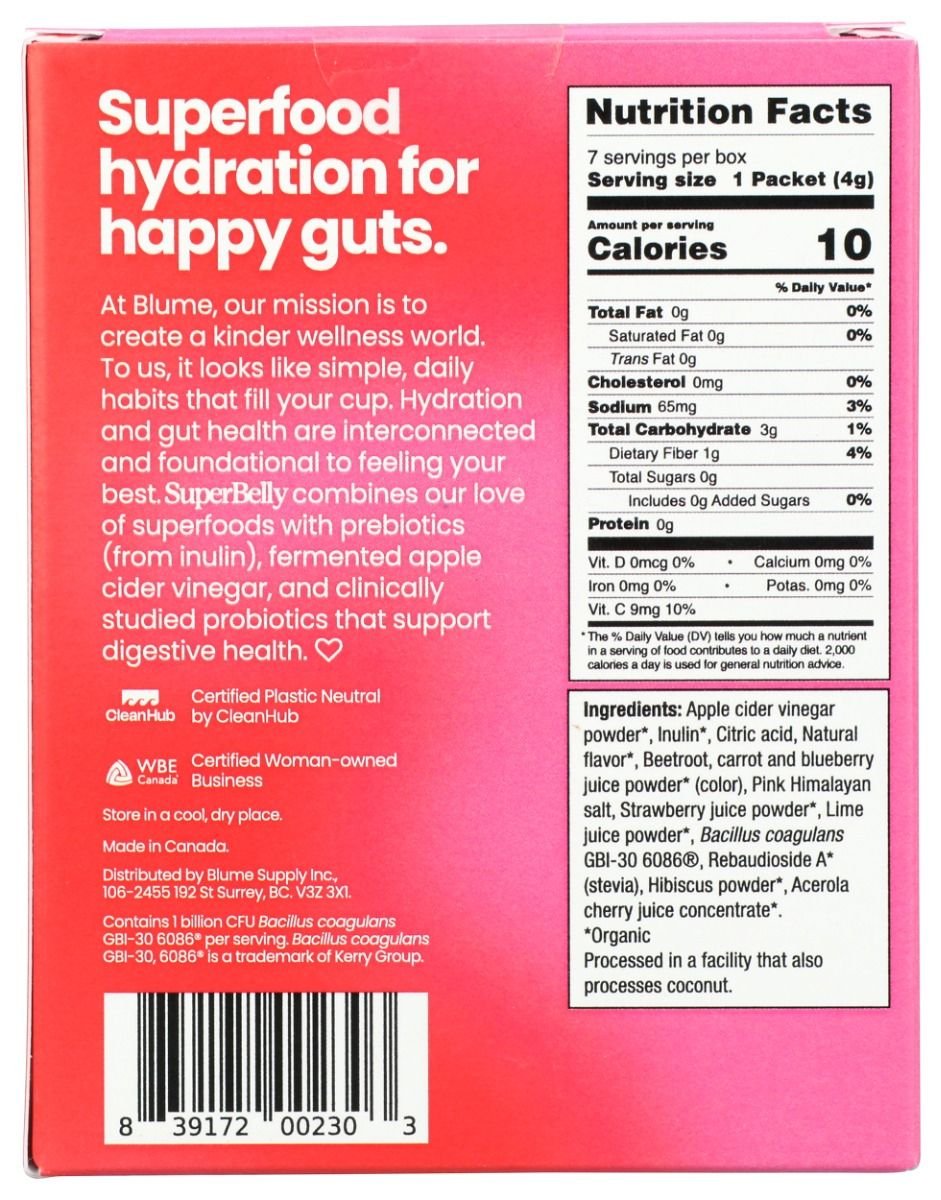 Superfood
hydration for
happy guts.
At Blume, our mission is to
create a kinder wellness world.
To us, it looks like simple, daily
habits that fill your cup. Hydration
and gut health are interconnected
and foundational to feeling your
best. SuperBelly combines our love
of superfoods with prebiotics
(from inulin), fermented apple
cider vinegar, and clinically
studied probiotics that support
digestive health.
CleanHub
Certified Plastic Neutral
by CleanHub
WBE
Canada
Certified Woman-owned
Business
Store in a cool, dry place.
Made in Canada.
Distributed by Blume Supply Inc.,
106-2455 192 St Surrey, BC. V3Z 3X1.
Contains 1 billion CFU Bacillus coagulans
GBI-30 6086® per serving. Bacillus coagulans
GBI-30, 6086® is a trademark of Kerry Group.
8 39172 00230 3
Nutrition Facts
7 servings per box
Serving size 1 Packet (4g)
Amount per serving
Calories 10
% Daily Value*
Total Fat 0g 0%
Saturated Fat 0g 0%
Trans Fat 0g
Cholesterol 0mg 0%
Sodium 65mg 3%
Total Carbohydrate 3g 1%
Dietary Fiber 1g 4%
Total Sugars 0g
Includes 0g Added Sugars 0%
Protein 0g
Vit. D 0mcg 0% • Calcium 0mg 0%
Iron 0mg 0% • Potas. 0mg 0%
Vit. C 9mg 10%
* The % Daily Value (DV) tells you how much a nutrient
in a serving of food contributes to a daily diet. 2,000
calories a day is used for general nutrition advice.
Ingredients: Apple cider vinegar
powder*, Inulin*, Citric acid, Natural
flavor*, Beetroot, carrot and blueberry
juice powder* (color), Pink Himalayan
salt, Strawberry juice powder*, Lime
juice powder*, Bacillus coagulans
GBI-30 6086®, Rebaudioside A*
(stevia), Hibiscus powder*, Acerola
cherry juice concentrate*.
*Organic
Processed in a facility that also
processes coconut.